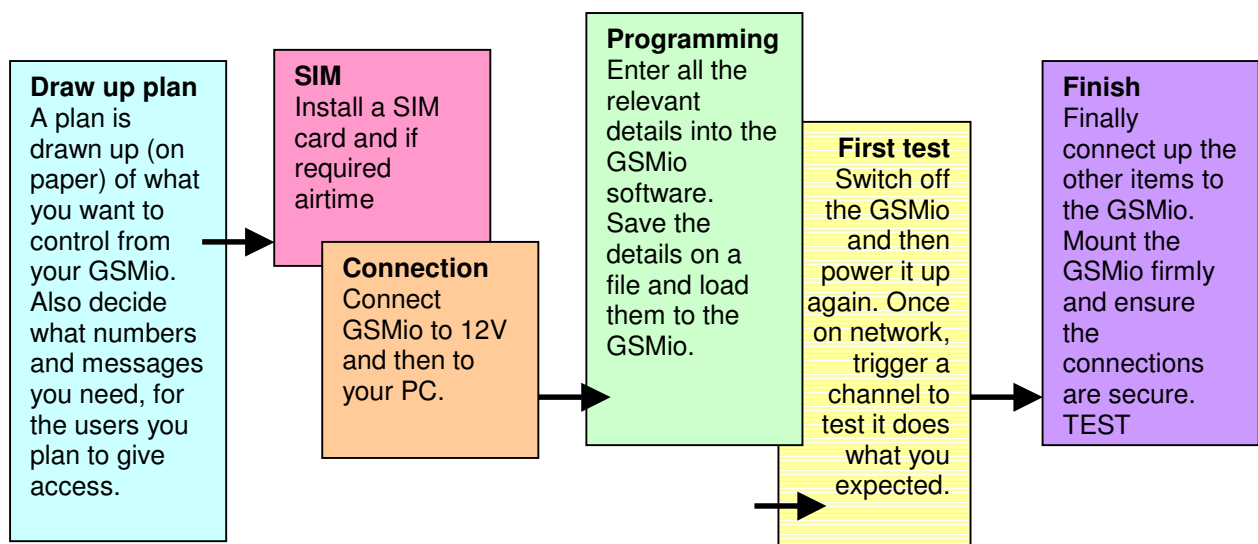 Draw up plan
A plan is
drawn up (on
paper) of what
you want to
control from
your GSMio.
Also decide
what numbers
and messages
you need, for
the users you
plan to give
access.
SIM
Install a SIM
card and if
required
airtime
Connection
Connect
GSMio to 12V
and then to
your PC.
Programming
Enter all the
relevant
details into the
GSMio
software.
Save the
details on a
file and load
them to the
GSMio.
First test
Switch off
the GSMio
and then
power it up
again. Once
on network,
trigger a
channel to
test it does
what you
expected.
Finish
Finally
connect up the
other items to
the GSMio.
Mount the
GSMio firmly
and ensure
the
connections
are secure.
TEST